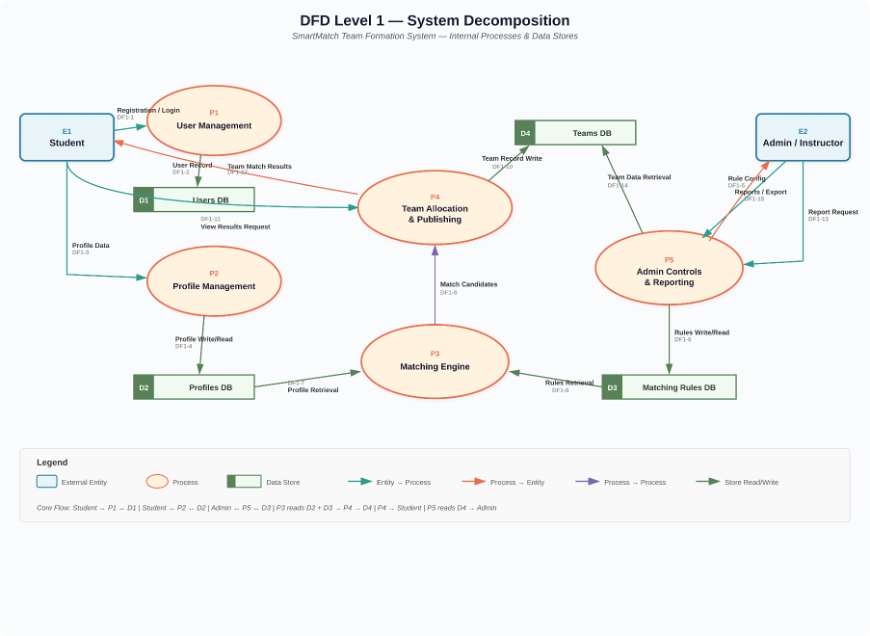 DFD Level 1 — System Decomposition
SmartMatch Team Formation System — Internal Processes & Data Stores
E1
Student
Registration / Login
DF1-1
P1
User Management
D4
Teams DB
E2
Admin / Instructor
User Record
DF1-2
Team Match Results
DF1-12
Team Record Write
DF1-10
Team Data Retrieval
DF1-14
Rule Config
DF1-5
Reports / Export
DF1-15
D1
Users DB
P4
Team Allocation
& Publishing
Report Request
DF1-13
DF1-11
View Results Request
Profile Data
DF1-3
P2
Profile Management
P5
Admin Controls
& Reporting
Match Candidates
DF1-9
Profile Write/Read
DF1-4
Rules Write/Read
DF1-6
P3
Matching Engine
D2
Profiles DB
DF1-7
Profile Retrieval
Rules Retrieval
DF1-8
D3
Matching Rules DB
Legend
External Entity
Process
Data Store
Entity → Process
Process → Entity
Process → Process
Store Read/Write
Core Flow: Student ↔ P1 ↔ D1 | Student ↔ P2 ↔ D2 | Admin ↔ P5 ↔ D3 | P3 reads D2 + D3 → P4 → D4 | P4 → Student | P5 reads D4 → Admin